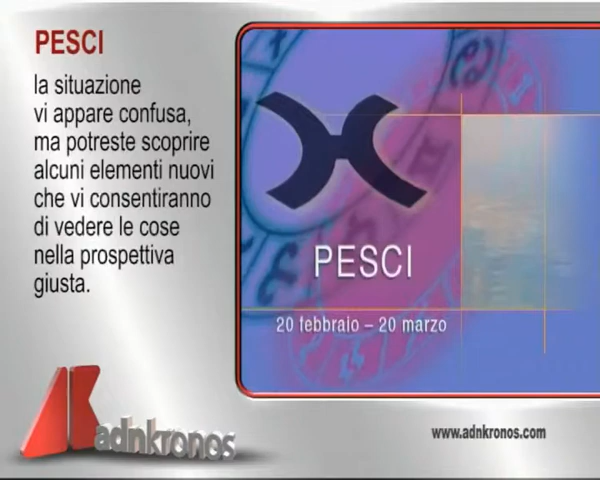 PESCI
la situazione
vi appare confusa,
ma potreste scoprire
alcuni elementi nuovi
che vi consentiranno
di vedere le cose
nella prospettiva
giusta.
PESCI
20 febbraio – 20 marzo
adnkronos
www.adnkronos.com